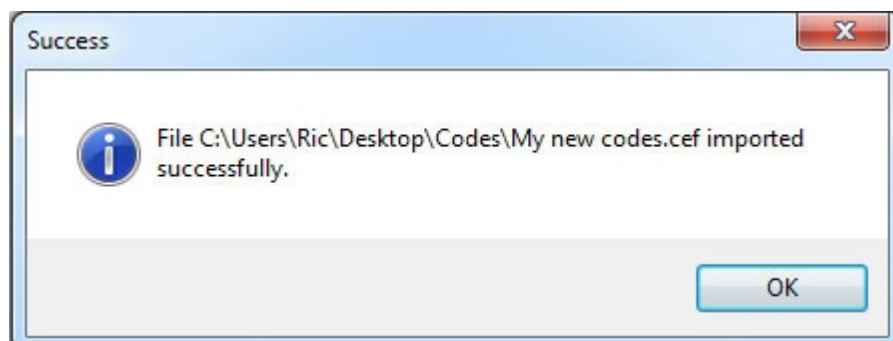 Success
File C:\Users\Ric\Desktop\Codes\My new codes.cef imported
successfully.
OK